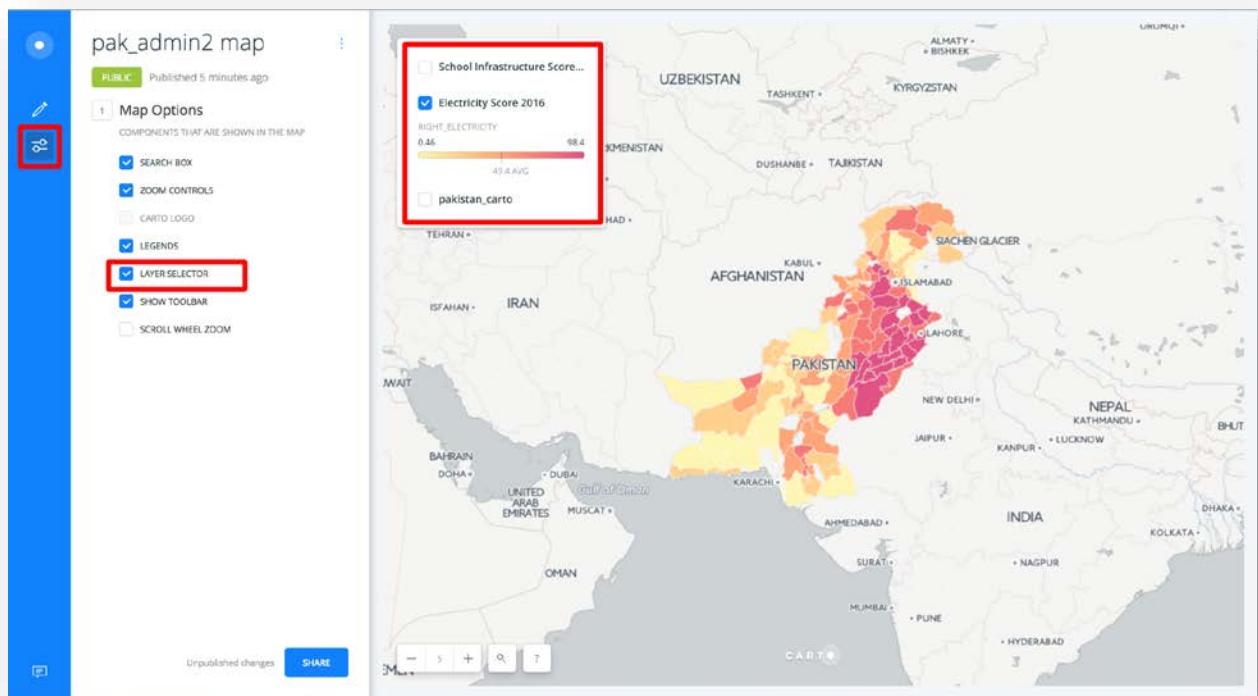 pak_admin2 map
PUBLIC Published 5 minutes ago
1 Map Options
COMPONENTS THAT ARE SHOWN IN THE MAP
SEARCH BOX
ZOOM CONTROLS
CARTO LOGO
LEGENDS
LAYER SELECTOR
SHOW TOOLBAR
SCROLL WHEEL ZOOM
Unpublished changes SHARE
School Infrastructure Score...
Electricity Score 2016
RIGHT_ELECTRICITY
0.46 98.4
49.4 AVG
pakistan_carto
URUMQI
ALMATY
BISHKEK
UZBEKISTAN
TASHKENT
KYRGYZSTAN
KMENISTAN
DUSHANBE TAJIKISTAN
HAD
TEHRAN
SIACHEN GLACIER
KABUL
AFGHANISTAN
ISLAMABAD
ISFAHAN IRAN
LAHORE
PAKISTAN
WAIT
NEW DELHI
NEPAL
KATHMANDU
BHUT
JAIPUR
LUCKNOW
KANPUR
BAHRAIN
DOHA
DUBAI
KARACHI
UNITED
ARAB
EMIRATES
Gulf of Oman
MUSCAT
DHAKA
AHMEDABAD
INDIA
KOLKATA
SURAT
NAGPUR
OMAN
MUMBAI
PUNE
HYDERABAD
CARTO
- 5 + ?
EMEN